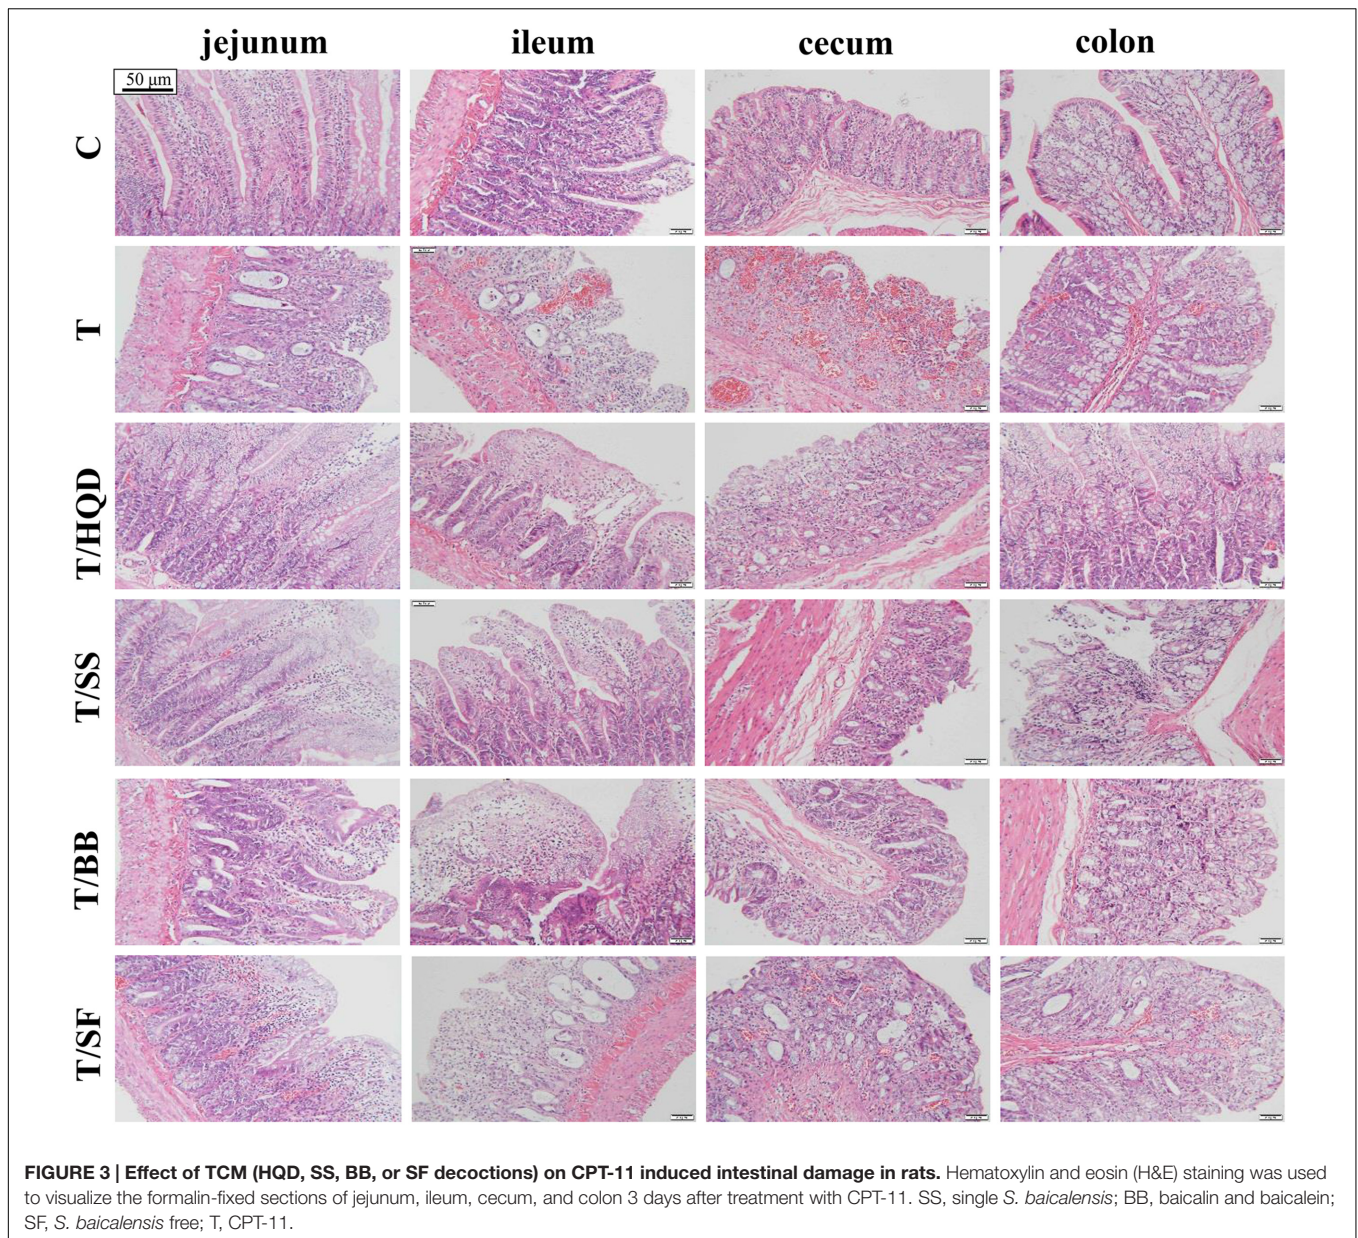 jejunum ileum cecum colon
50 μm
C
T
T/HQD
T/SS
T/BB
T/SF
FIGURE 3 | Effect of TCM (HQD, SS, BB, or SF decoctions) on CPT-11 induced intestinal damage in rats. Hematoxylin and eosin (H&E) staining was used
to visualize the formalin-fixed sections of jejunum, ileum, cecum, and colon 3 days after treatment with CPT-11. SS, single S. baicalensis; BB, baicalin and baicalein;
SF, S. baicalensis free; T, CPT-11.